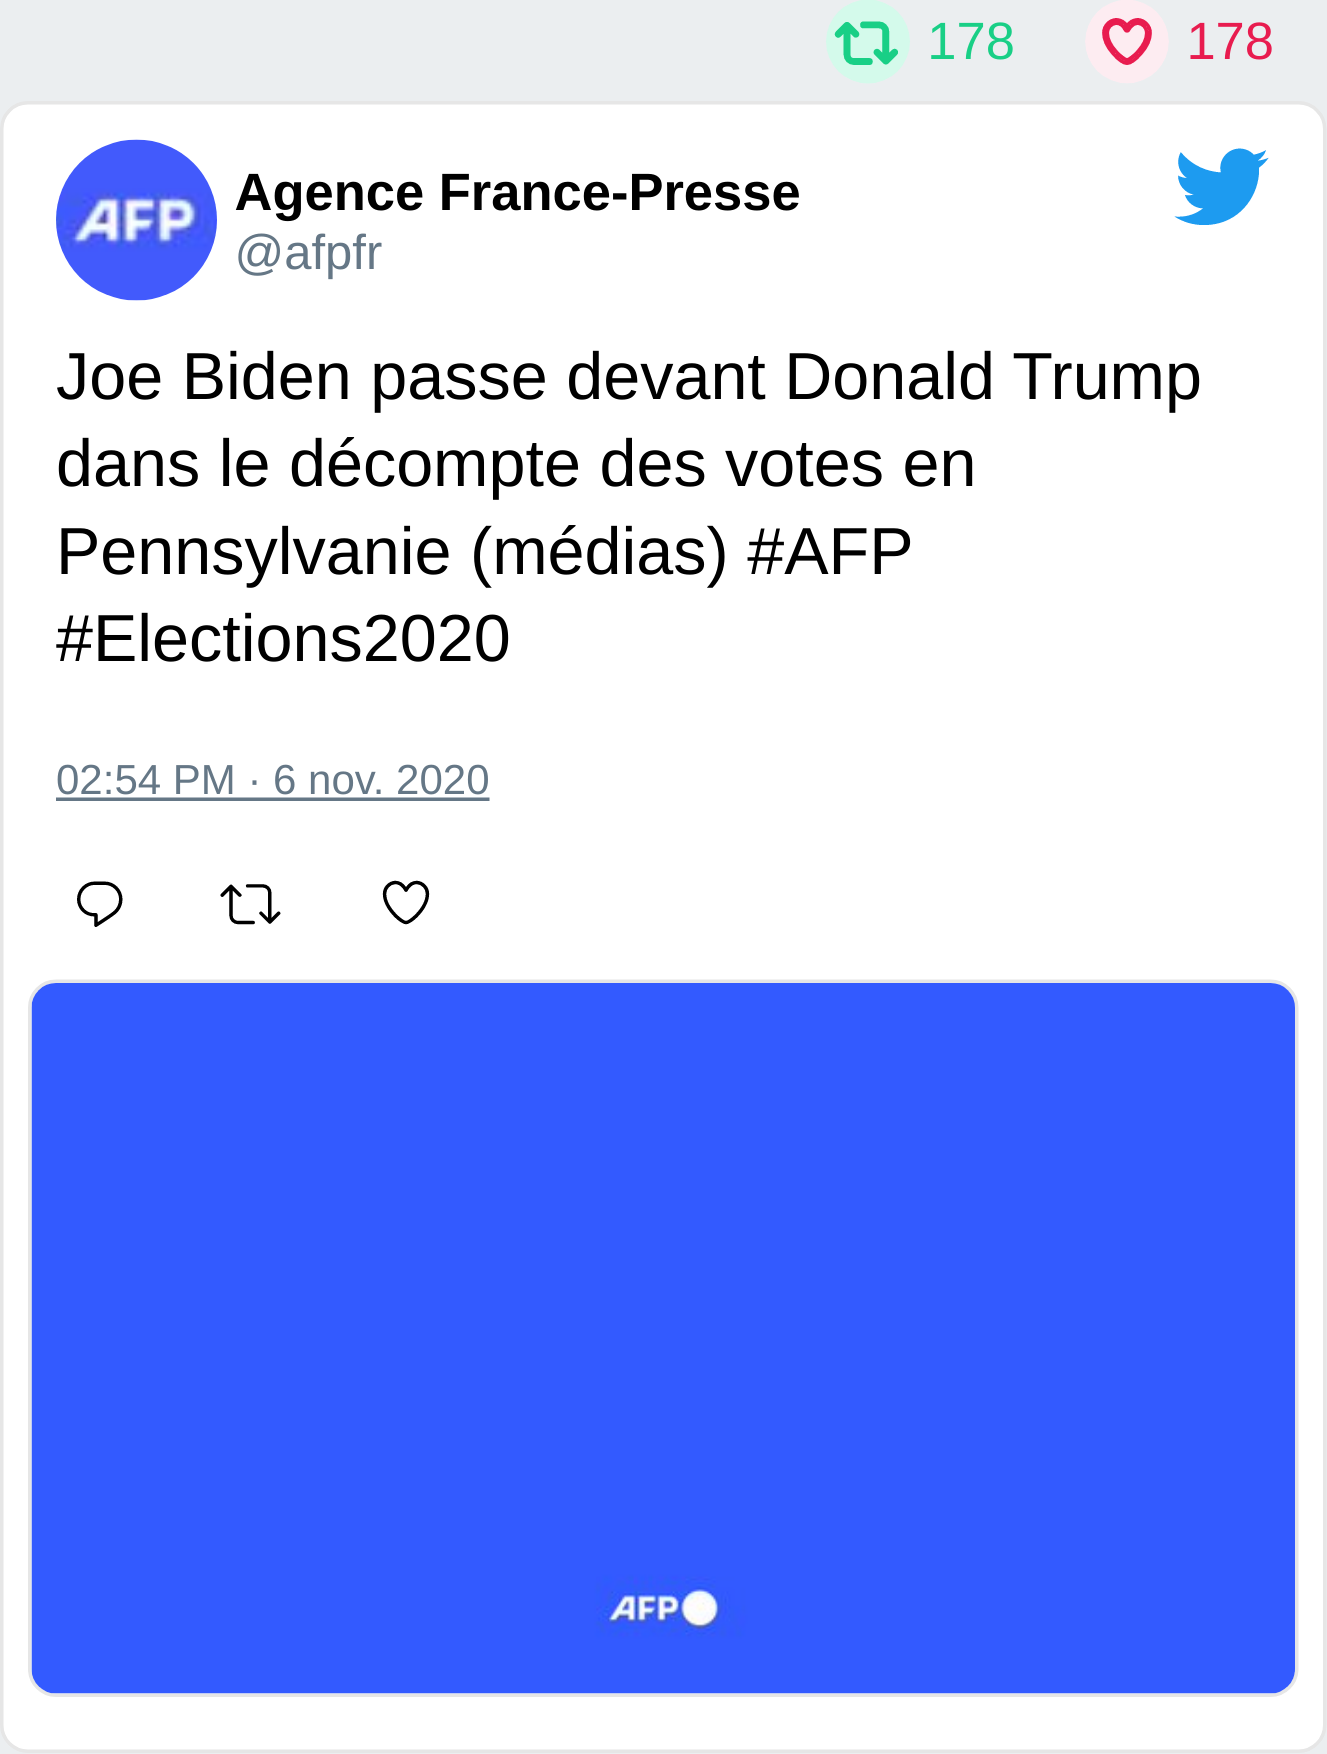 178 178
AFP
Agence France-Presse
@afpfr
Joe Biden passe devant Donald Trump
dans le décompte des votes en
Pennsylvanie (médias) #AFP
#Elections2020
02:54 PM · 6 nov. 2020
AFP